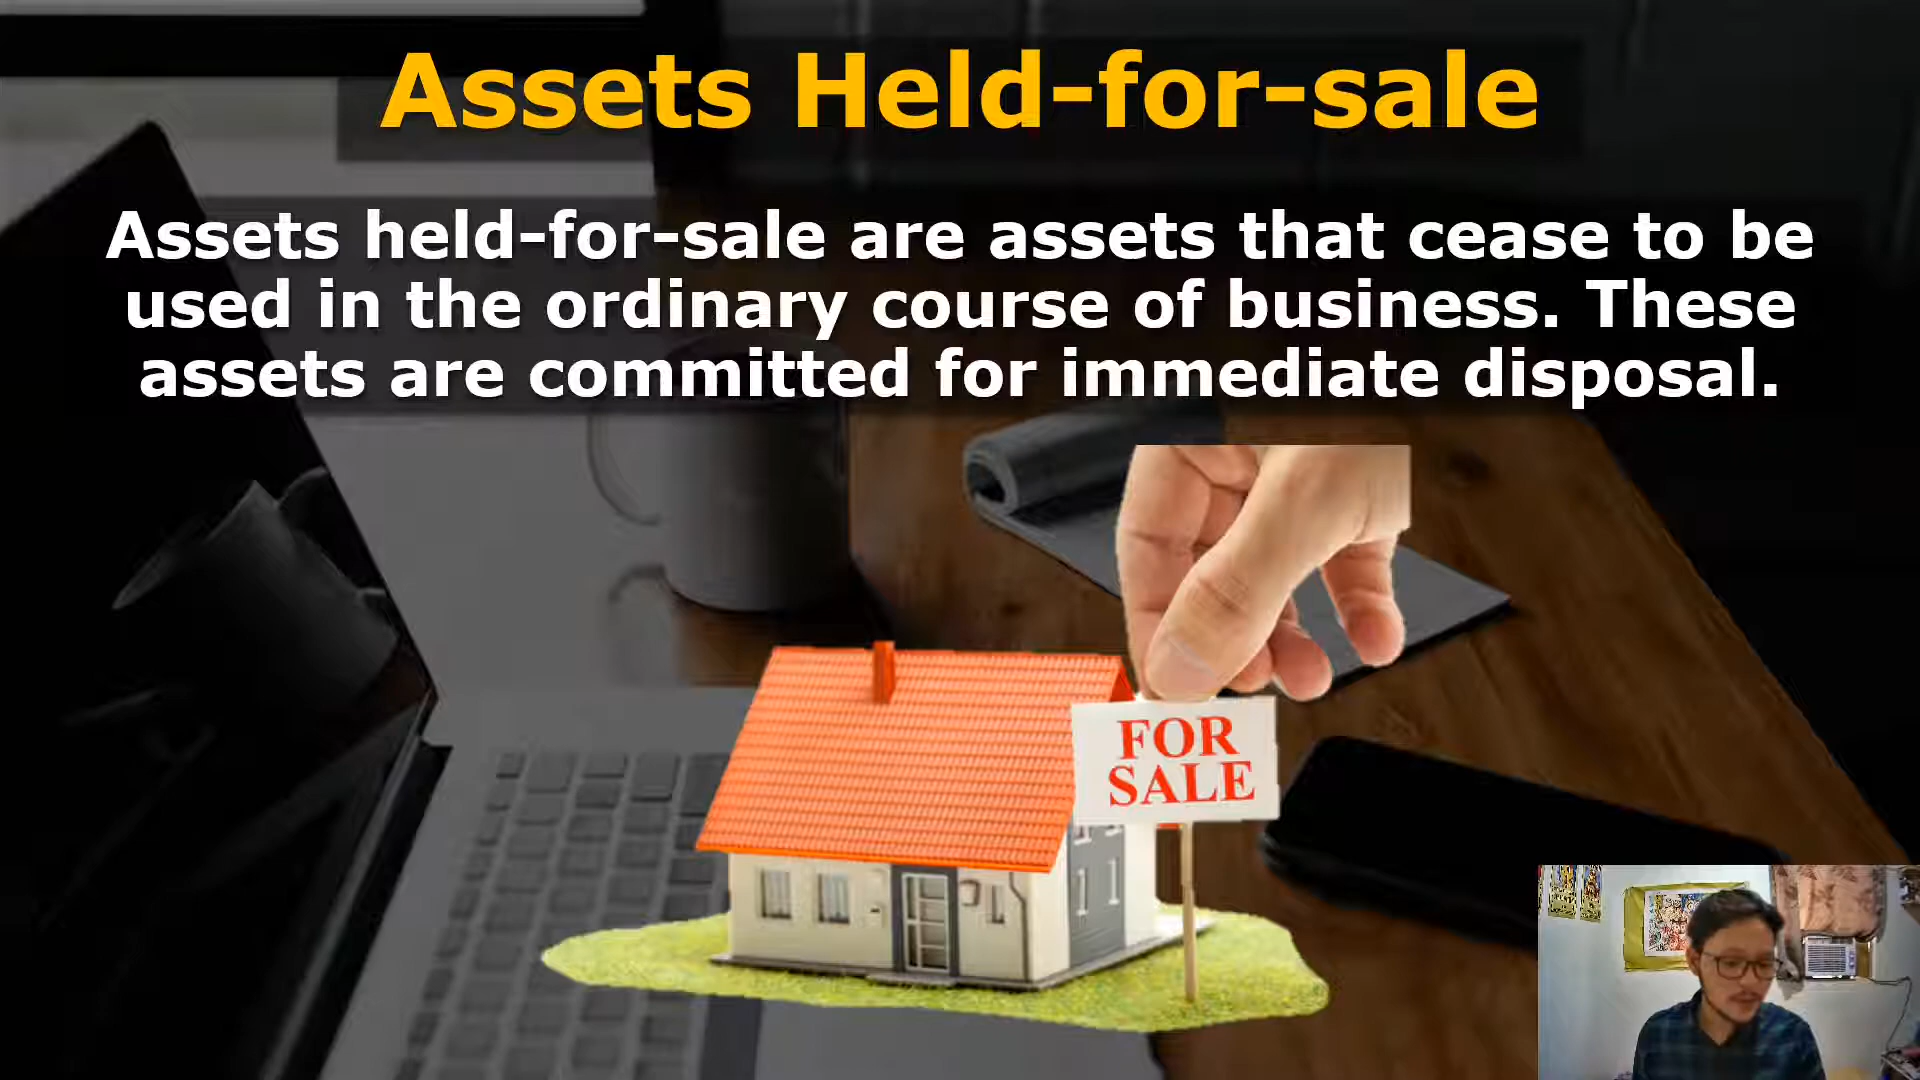 Assets Held-for-sale
Assets held-for-sale are assets that cease to be
used in the ordinary course of business. These
assets are committed for immediate disposal.
FOR
SALE